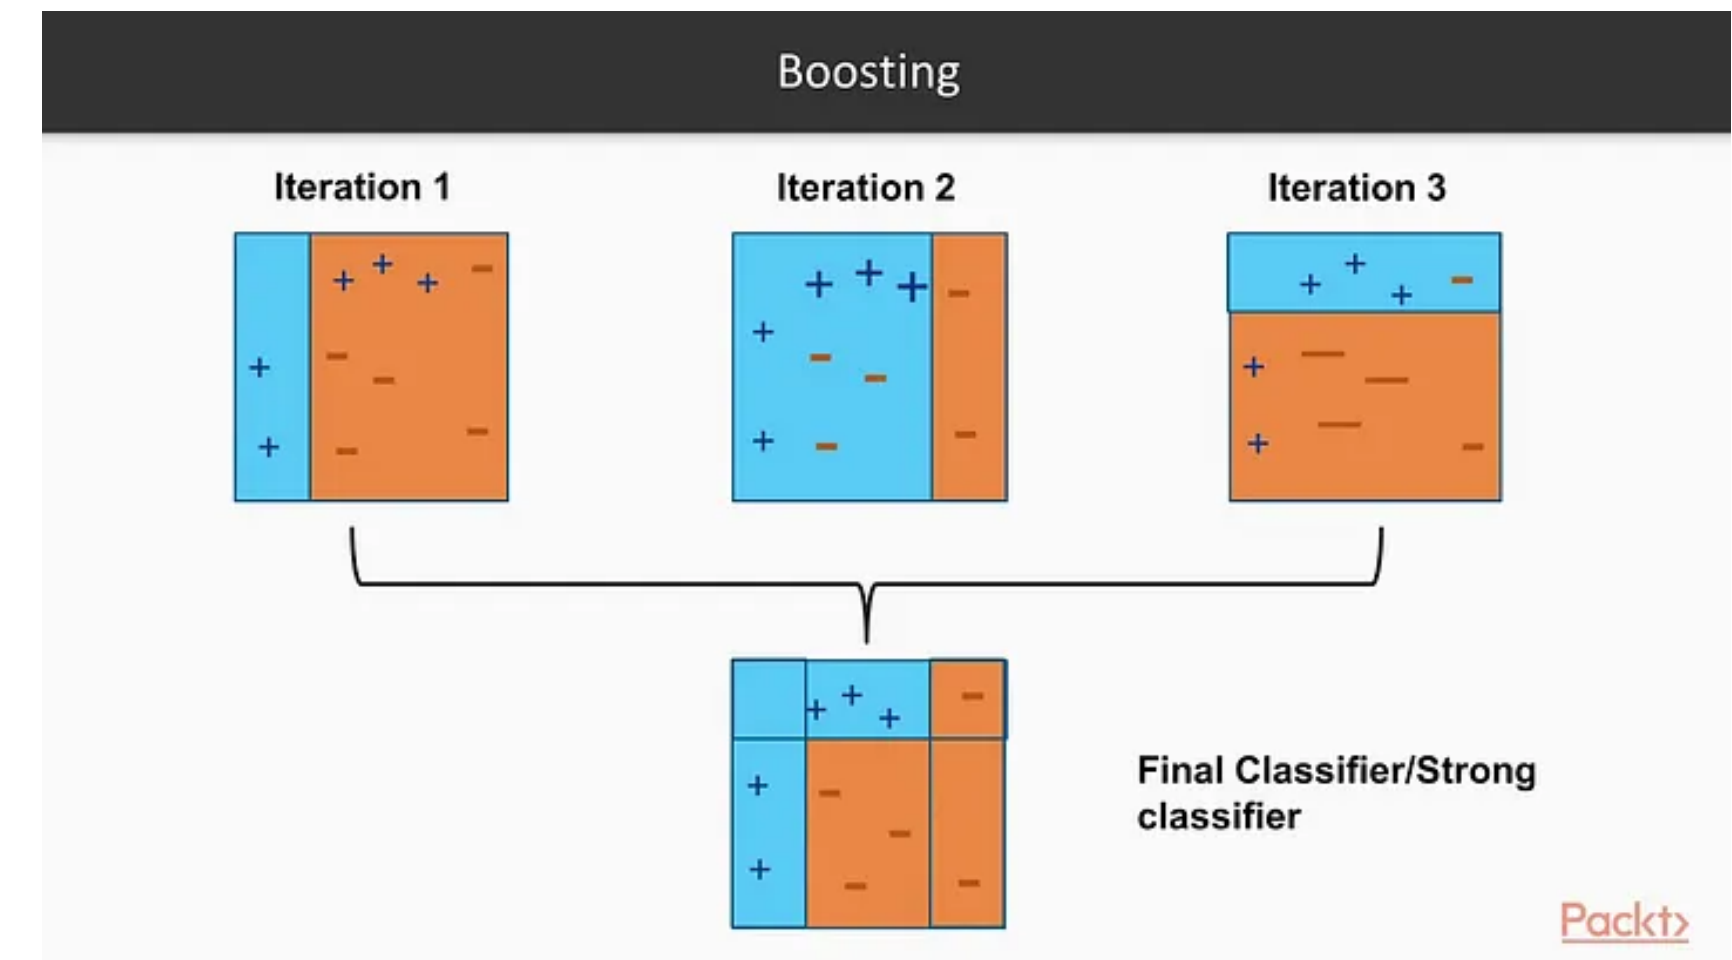 Boosting
Iteration 1
Iteration 2
Iteration 3
Final Classifier/Strong
classifier
Packt>